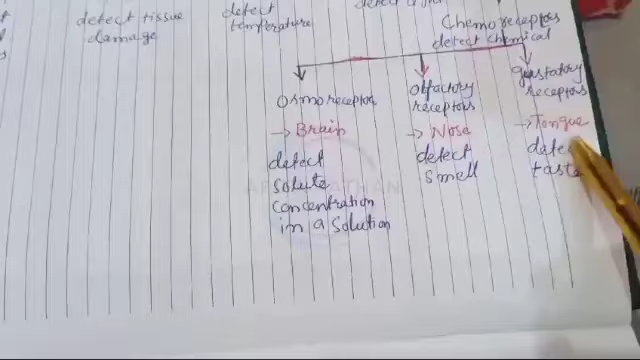 detect tissue
damage
detect
temperature
Chemoreceptors
detect chemical
Osmoreceptor
→ Brain
detect
solute
concentration
in a solution
Olfactory
receptors
→ Nose
detect
smell
gustatory
receptors
→ Tongue
taste